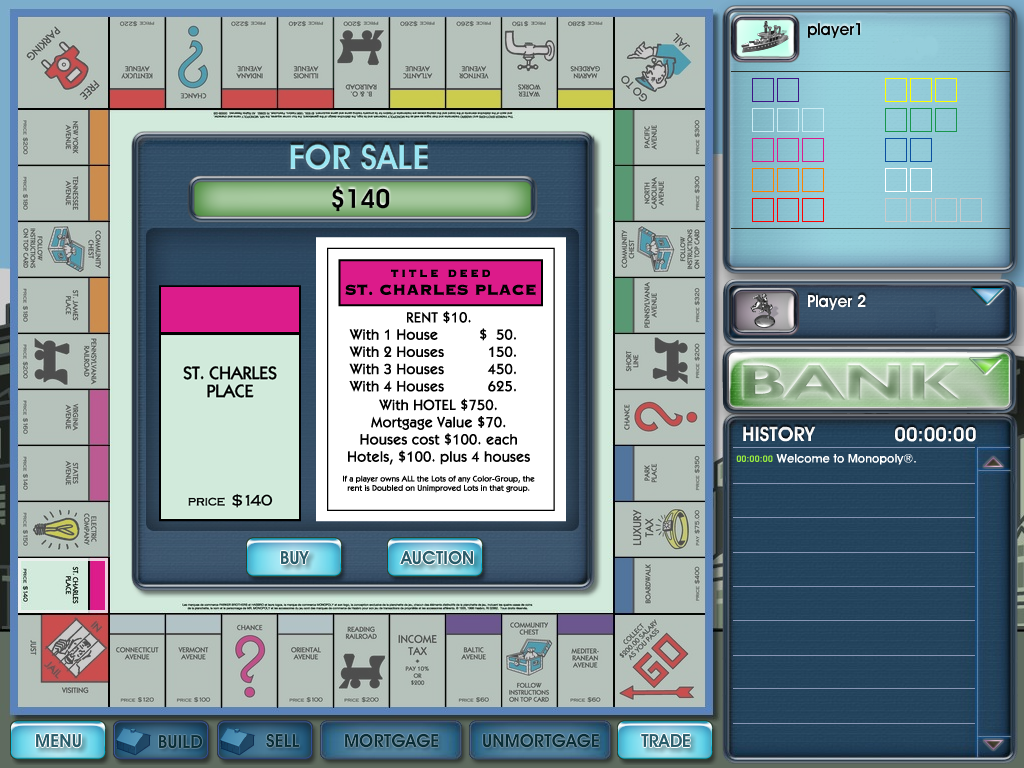 FREE
PARKING
KENTUCKY
AVENUE
PRICE $220
CHANCE
INDIANA
AVENUE
PRICE $220
ILLINOIS
AVENUE
PRICE $240
B. & O.
RAILROAD
PRICE $200
ATLANTIC
AVENUE
PRICE $260
VENTNOR
AVENUE
PRICE $260
WATER
WORKS
PRICE $150
MARVIN
GARDENS
PRICE $280
GO TO
JAIL
NEW YORK
AVENUE
PRICE $200
TENNESSEE
AVENUE
PRICE $180
COMMUNITY
CHEST
FOLLOW
INSTRUCTIONS
ON TOP CARD
ST. JAMES
PLACE
PRICE $180
PENNSYLVANIA
RAILROAD
PRICE $200
VIRGINIA
AVENUE
PRICE $160
STATES
AVENUE
PRICE $140
ELECTRIC
COMPANY
PRICE $150
ST. CHARLES
PLACE
PRICE $140
FOR SALE
$140
ST. CHARLES
PLACE
PRICE $140
TITLE DEED
ST. CHARLES PLACE
RENT $10.
With 1 House $ 50.
With 2 Houses 150.
With 3 Houses 450.
With 4 Houses 625.
With HOTEL $750.
Mortgage Value $70.
Houses cost $100. each
Hotels, $100. plus 4 houses
If a player owns ALL the Lots of any Color-Group, the
rent is Doubled on Unimproved Lots in that group.
BUY
AUCTION
PACIFIC
AVENUE
PRICE $300
NORTH
CAROLINA
AVENUE
PRICE $300
COMMUNITY
CHEST
FOLLOW
INSTRUCTIONS
ON TOP CARD
PENNSYLVANIA
AVENUE
PRICE $320
SHORT
LINE
PRICE $200
CHANCE
PARK
PLACE
PRICE $350
LUXURY
TAX
PAY $75.00
BOARDWALK
PRICE $400
JUST
IN
JAIL
VISITING
CONNECTICUT
AVENUE
PRICE $120
VERMONT
AVENUE
PRICE $100
CHANCE
ORIENTAL
AVENUE
PRICE $100
READING
RAILROAD
PRICE $200
INCOME
TAX
PAY 10%
OR
$200
BALTIC
AVENUE
PRICE $60
COMMUNITY
CHEST
FOLLOW
INSTRUCTIONS
ON TOP CARD
MEDITER-
RANEAN
AVENUE
PRICE $60
COLLECT
$200.00 SALARY
AS YOU PASS
GO
MENU
BUILD
SELL
MORTGAGE
UNMORTGAGE
TRADE
player1
Player 2
BANK
HISTORY 00:00:00
00:00:00 Welcome to Monopoly®.